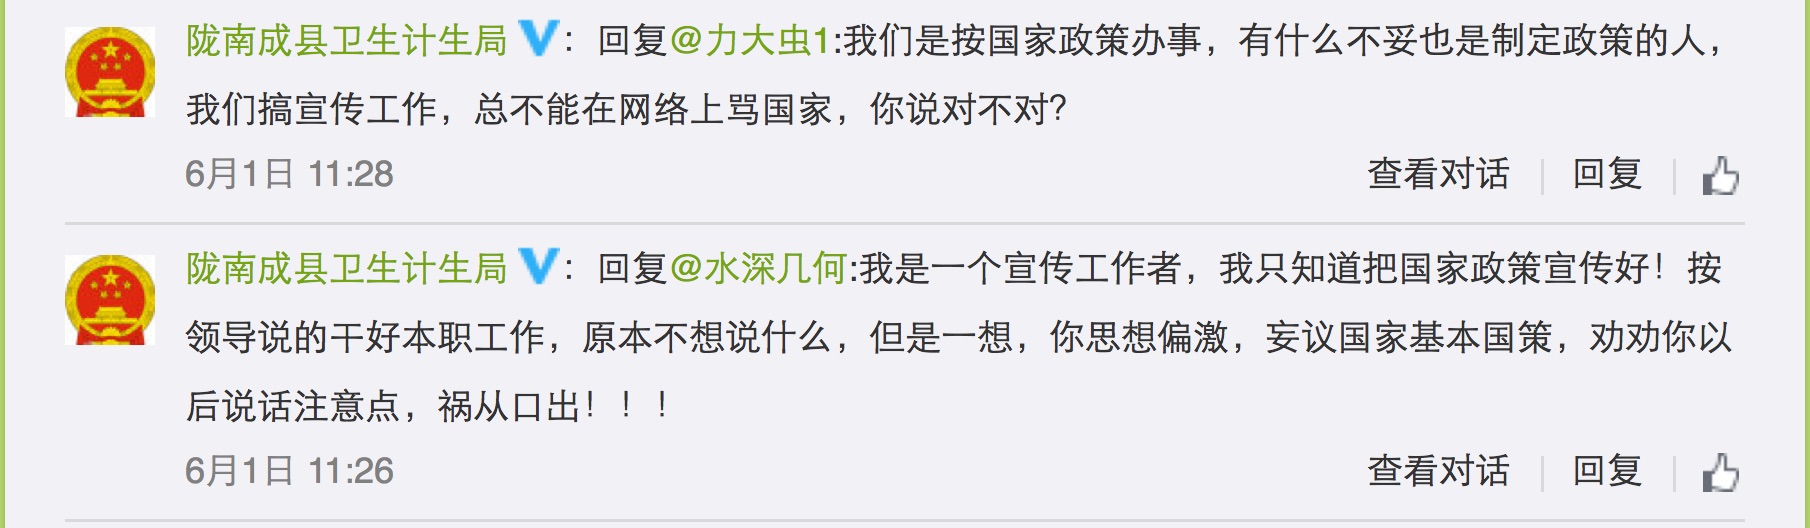 陇南成县卫生计生局 V：回复@力大虫1:我们是按国家政策办事，有什么不妥也是制定政策的人，
我们搞宣传工作，总不能在网络上骂国家，你说对不对?
6月1日 11:28 查看对话 | 回复 |
陇南成县卫生计生局 V：回复@水深几何:我是一个宣传工作者，我只知道把国家政策宣传好！按
领导说的干好本职工作，原本不想说什么，但是一想，你思想偏激，妄议国家基本国策，劝劝你以
后说话注意点，祸从口出！！！
6月1日 11:26 查看对话 | 回复 |